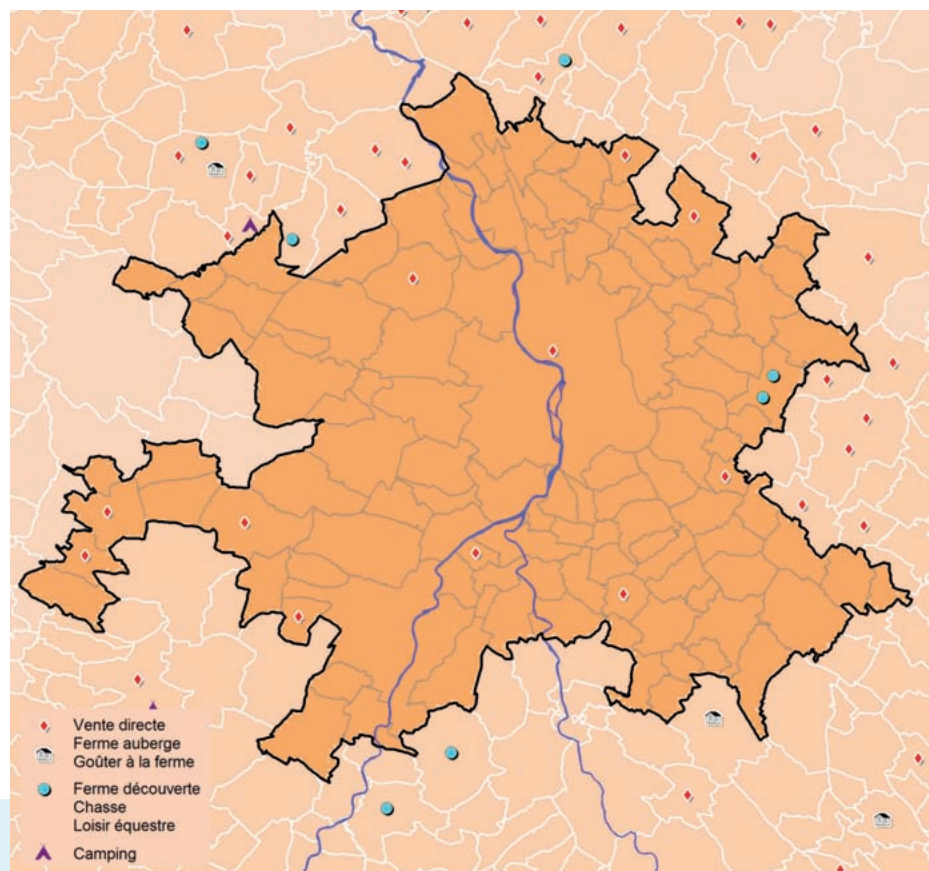 Vente directe
Ferme auberge
Goûter à la ferme
Ferme découverte
Chasse
Loisir équestre
Camping